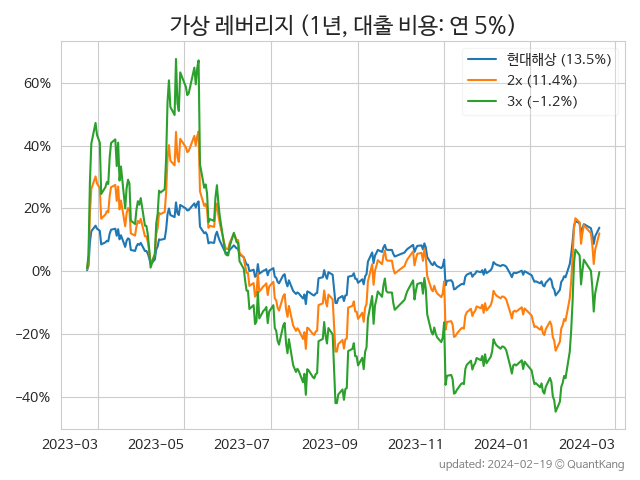 가상 레버리지 (1년, 대출 비용: 연 5%)
현대해상 (13.5%)
2x (11.4%)
3x (−1.2%)
60%
40%
20%
0%
−20%
−40%
2023-03 2023-05 2023-07 2023-09 2023-11 2024-01 2024-03
updated: 2024-02-19 © QuantKang